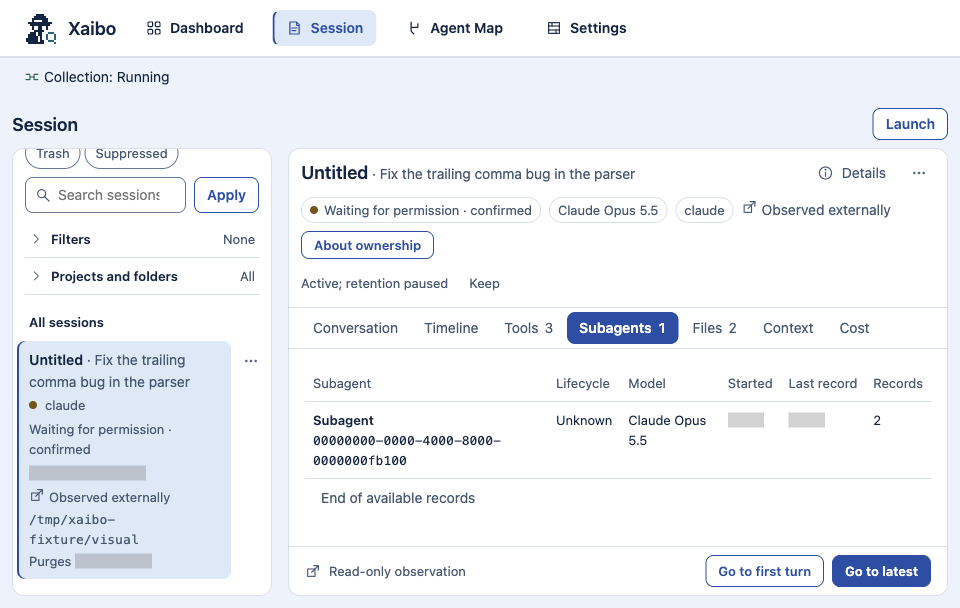 Xaibo
Dashboard
Session
Agent Map
Settings
Collection: Running
Session
Launch
Trash
Suppressed
Search sessions
Apply
Filters
None
Projects and folders
All
All sessions
Untitled · Fix the trailing
comma bug in the parser
claude
Waiting for permission ·
confirmed
Observed externally
/tmp/xaibo-
fixture/visual
Purges
Untitled · Fix the trailing comma bug in the parser
Details
Waiting for permission · confirmed
Claude Opus 5.5
claude
Observed externally
About ownership
Active; retention paused
Keep
Conversation
Timeline
Tools 3
Subagents 1
Files 2
Context
Cost
Subagent Lifecycle Model Started Last record Records
Subagent Unknown Claude Opus 2
00000000-0000-4000-8000- 5.5
0000000fb100
End of available records
Read-only observation
Go to first turn
Go to latest